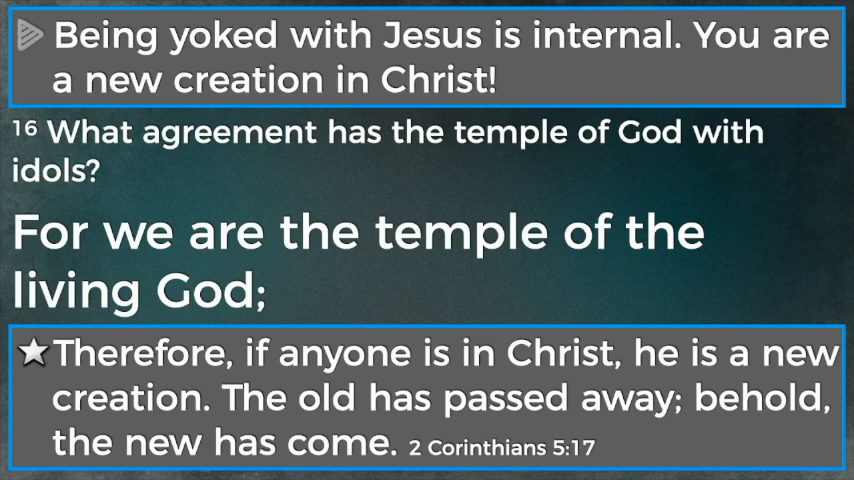 Being yoked with Jesus is internal. You are
a new creation in Christ!
16 What agreement has the temple of God with
idols?
For we are the temple of the
living God;
Therefore, if anyone is in Christ, he is a new
creation. The old has passed away; behold,
the new has come. 2 Corinthians 5:17